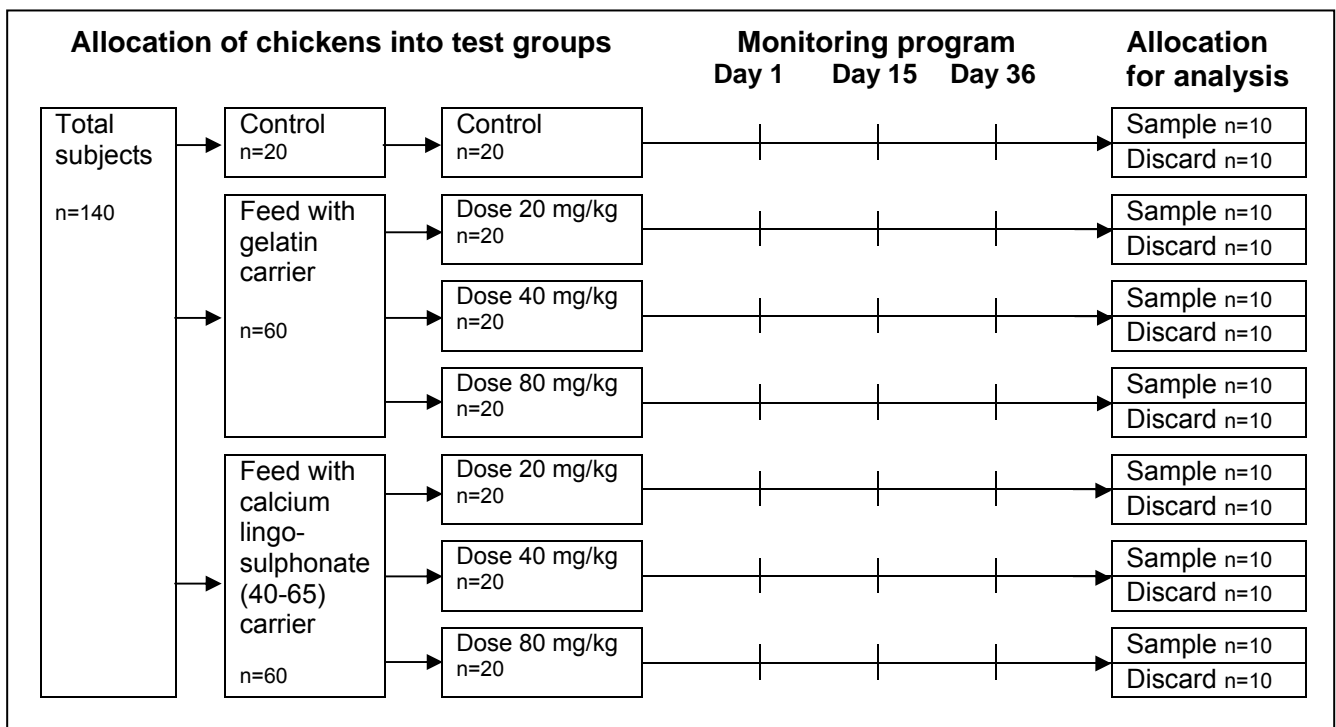 Allocation of chickens into test groups
Monitoring program
Day 1 Day 15 Day 36
Allocation
for analysis
Total
subjects
n=140
Control
n=20
Feed with
gelatin
carrier
n=60
Feed with
calcium
lingo-
sulphonate
(40-65)
carrier
n=60
Control
n=20
Dose 20 mg/kg
n=20
Dose 40 mg/kg
n=20
Dose 80 mg/kg
n=20
Dose 20 mg/kg
n=20
Dose 40 mg/kg
n=20
Dose 80 mg/kg
n=20
Sample n=10
Discard n=10
Sample n=10
Discard n=10
Sample n=10
Discard n=10
Sample n=10
Discard n=10
Sample n=10
Discard n=10
Sample n=10
Discard n=10
Sample n=10
Discard n=10